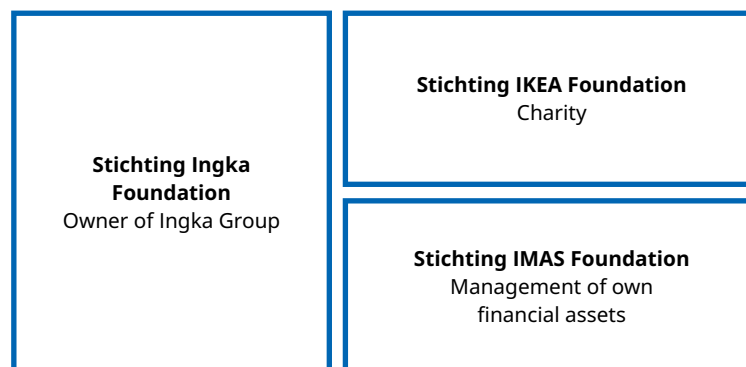 Stichting Ingka
Foundation
Owner of Ingka Group
Stichting IKEA Foundation
Charity
Stichting IMAS Foundation
Management of own
financial assets